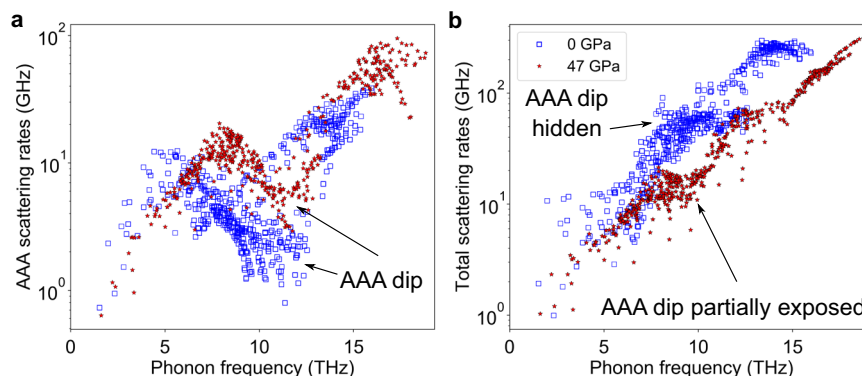 a
b
AAA scattering rates (GHz)
10²
10¹
10⁰
AAA dip
0
5
10
15
Phonon frequency (THz)
Total scattering rates (GHz)
10²
10¹
10⁰
0 GPa
47 GPa
AAA dip
hidden
AAA dip partially exposed
0
5
10
15
Phonon frequency (THz)